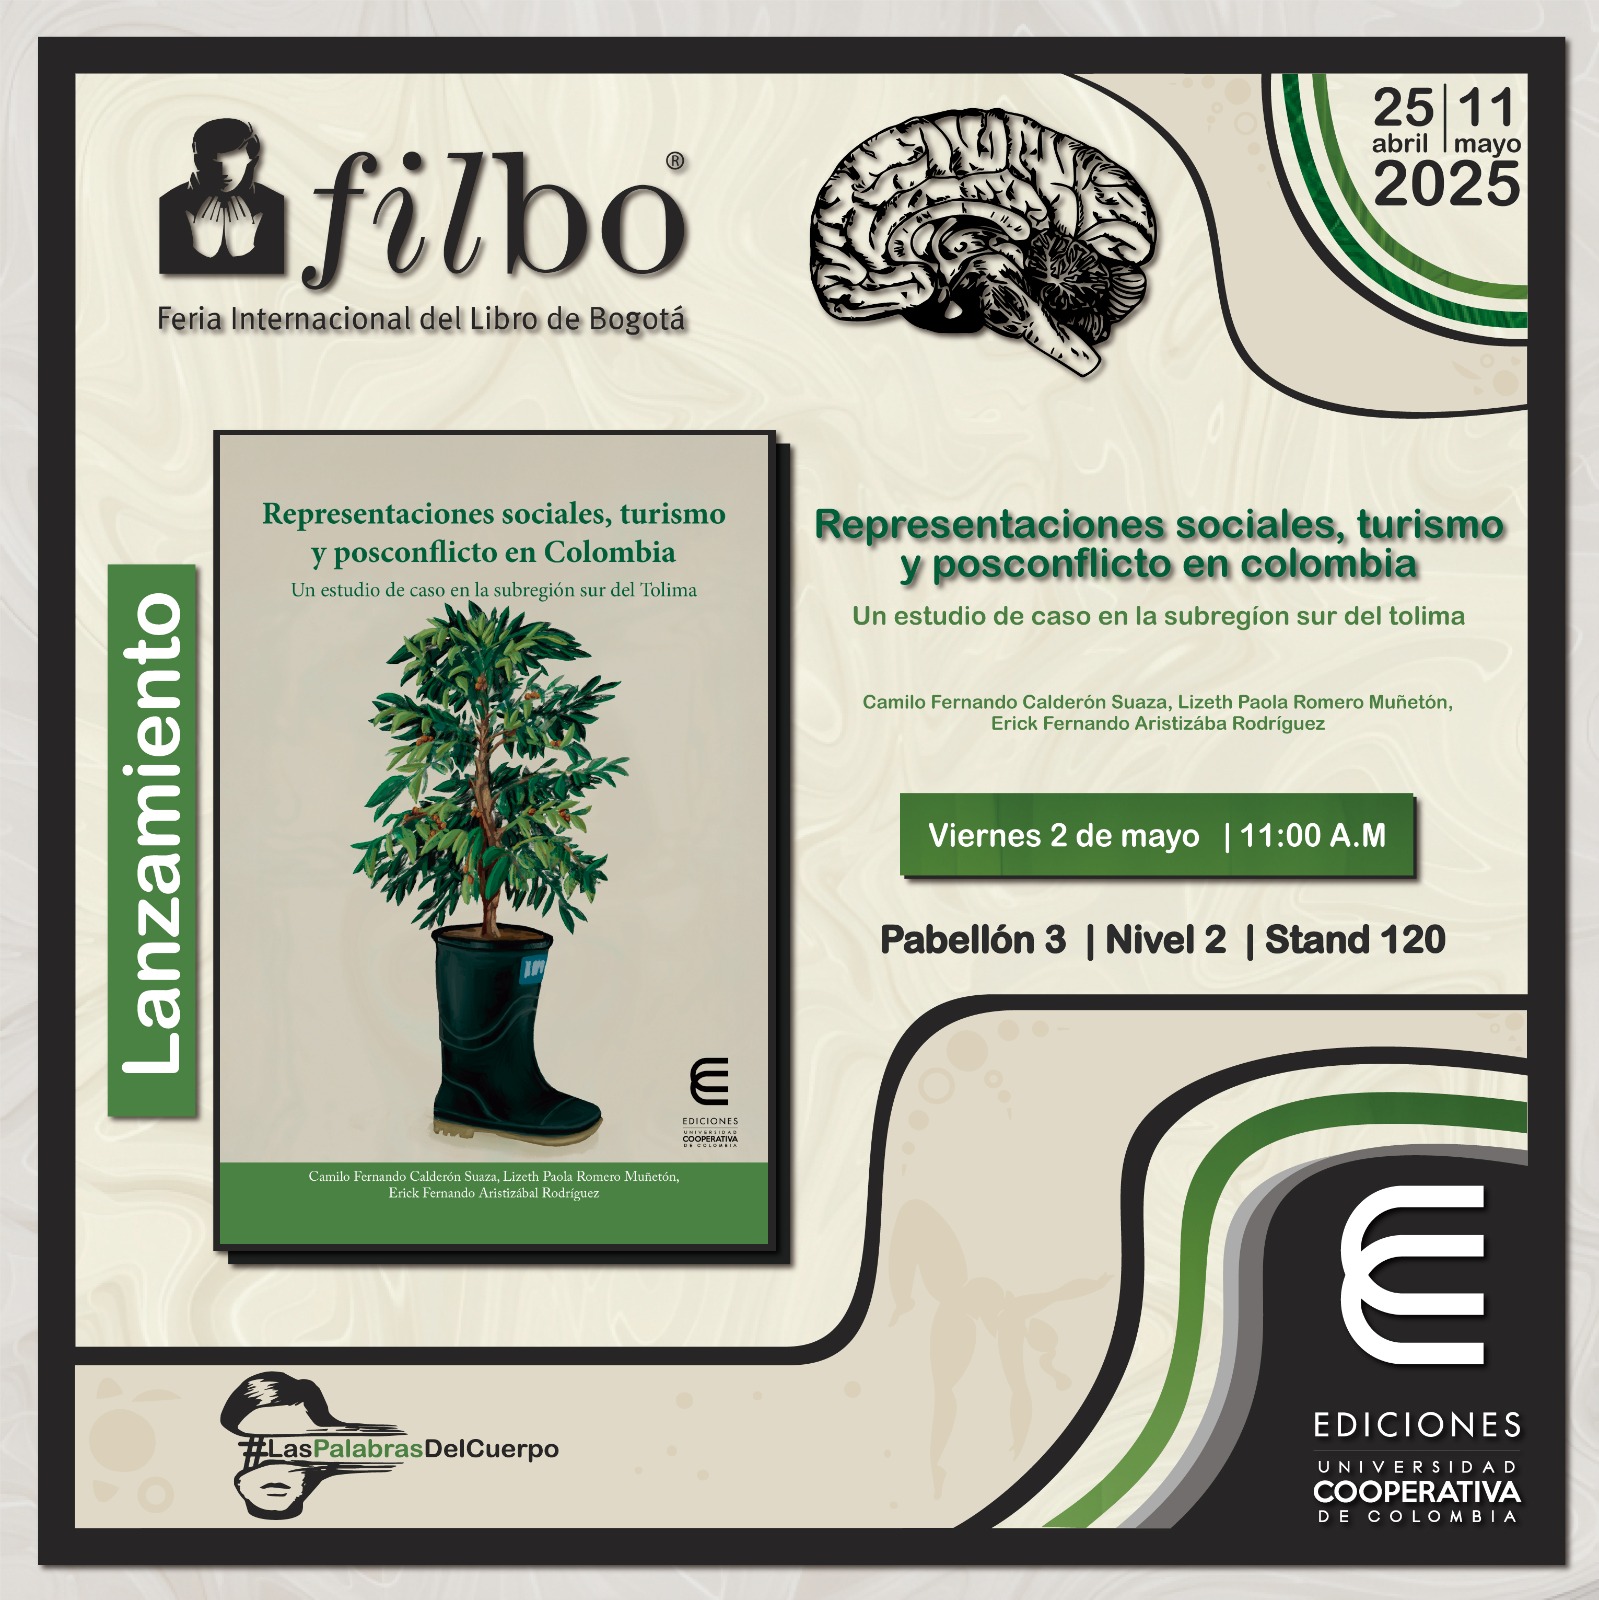 filbo®
Feria Internacional del Libro de Bogotá
25 | 11
abril | mayo
2025
Lanzamiento
Representaciones sociales, turismo
y posconflicto en Colombia
Un estudio de caso en la subregión sur del Tolima
EDICIONES
UNIVERSIDAD
COOPERATIVA
DE COLOMBIA
Camilo Fernando Calderón Suaza, Lizeth Paola Romero Muñetón,
Erick Fernando Aristizábal Rodríguez
Representaciones sociales, turismo
y posconflicto en colombia
Un estudio de caso en la subregíon sur del tolima
Camilo Fernando Calderón Suaza, Lizeth Paola Romero Muñetón,
Erick Fernando Aristizába Rodríguez
Viernes 2 de mayo | 11:00 A.M
Pabellón 3 | Nivel 2 | Stand 120
#LasPalabrasDelCuerpo
EDICIONES
UNIVERSIDAD
COOPERATIVA
DE COLOMBIA